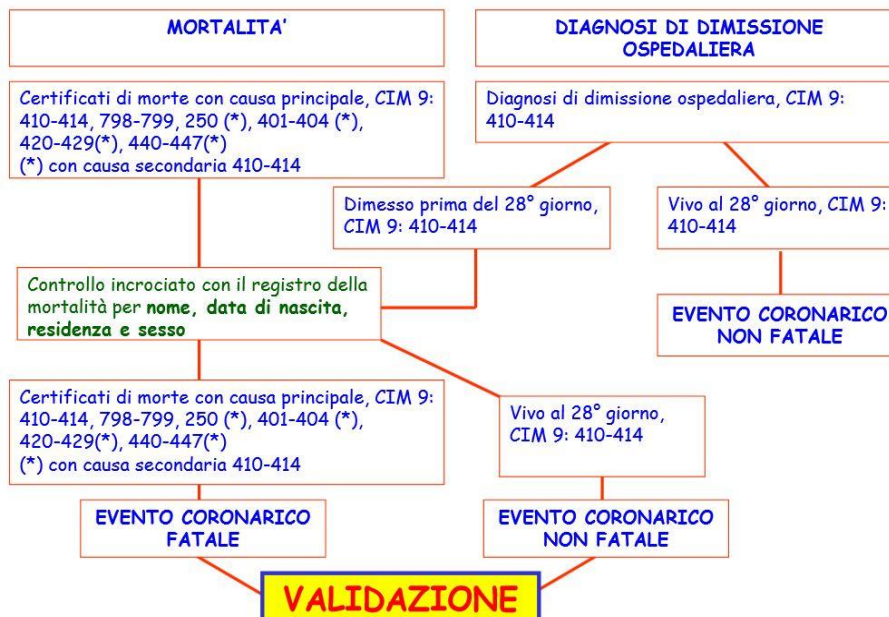 MORTALITA'
DIAGNOSI DI DIMISSIONE
OSPEDALIERA
Certificati di morte con causa principale, CIM 9:
410-414, 798-799, 250 (*), 401-404 (*),
420-429(*), 440-447(*)
(*) con causa secondaria 410-414
Diagnosi di dimissione ospedaliera, CIM 9:
410-414
Dimesso prima del 28° giorno,
CIM 9: 410-414
Vivo al 28° giorno, CIM 9:
410-414
Controllo incrociato con il registro della
mortalità per nome, data di nascita,
residenza e sesso
EVENTO CORONARICO
NON FATALE
Certificati di morte con causa principale, CIM 9:
410-414, 798-799, 250 (*), 401-404 (*),
420-429(*), 440-447(*)
(*) con causa secondaria 410-414
Vivo al 28° giorno,
CIM 9: 410-414
EVENTO CORONARICO
FATALE
EVENTO CORONARICO
NON FATALE
VALIDAZIONE